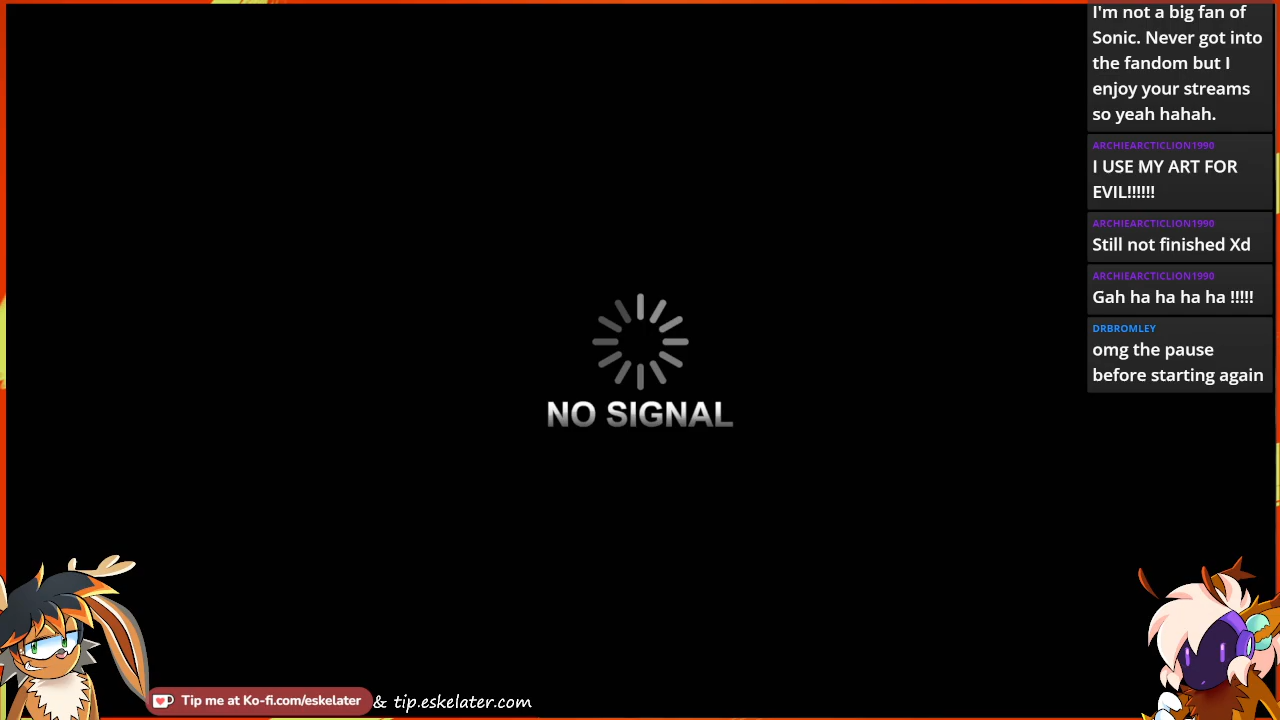 I'm not a big fan of
Sonic. Never got into
the fandom but I
enjoy your streams
so yeah hahah.
ARCHIEARCTICLION1990
I USE MY ART FOR
EVIL!!!!!!
ARCHIEARCTICLION1990
Still not finished Xd
ARCHIEARCTICLION1990
Gah ha ha ha ha !!!!!
DRBROMLEY
omg the pause
before starting again
NO SIGNAL
Tip me at Ko-fi.com/eskelater & tip.eskelater.com